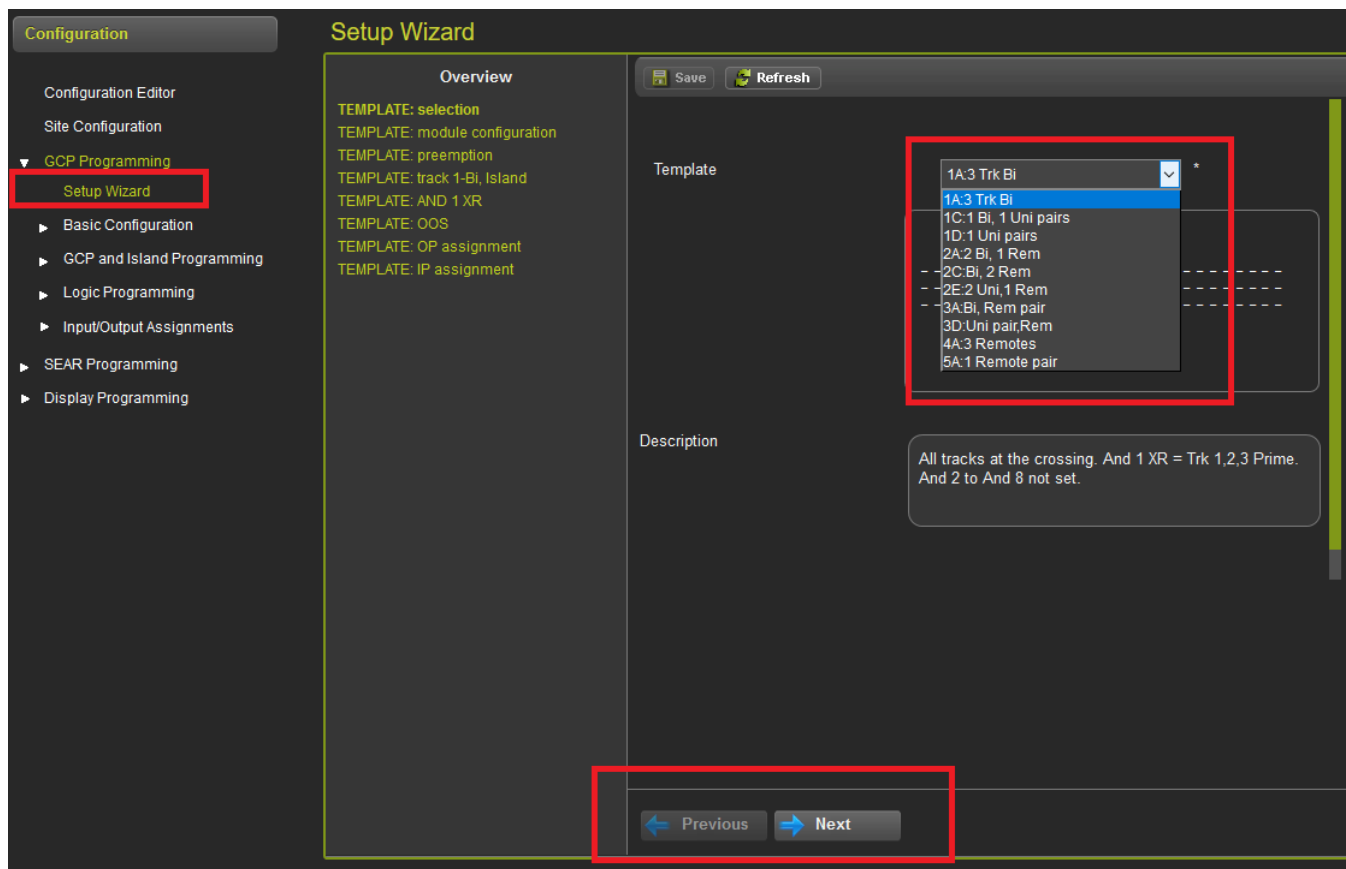 Configuration
Configuration Editor
Site Configuration
GCP Programming
Setup Wizard
Basic Configuration
GCP and Island Programming
Logic Programming
Input/Output Assignments
SEAR Programming
Display Programming
Setup Wizard
Overview
TEMPLATE: selection
TEMPLATE: module configuration
TEMPLATE: preemption
TEMPLATE: track 1-Bi, Island
TEMPLATE: AND 1 XR
TEMPLATE: OOS
TEMPLATE: OP assignment
TEMPLATE: IP assignment
Save Refresh
Template 1A:3 Trk Bi *
1A:3 Trk Bi
1C:1 Bi, 1 Uni pairs
1D:1 Uni pairs
2A:2 Bi, 1 Rem
2C:Bi, 2 Rem
2E:2 Uni,1 Rem
3A:Bi, Rem pair
3D:Uni pair,Rem
4A:3 Remotes
5A:1 Remote pair
Description
All tracks at the crossing. And 1 XR = Trk 1,2,3 Prime.
And 2 to And 8 not set.
Previous Next